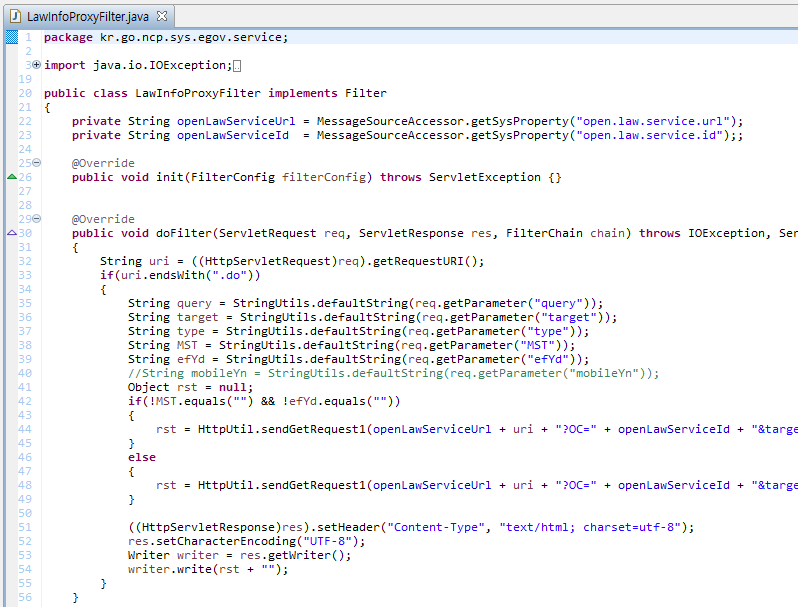 LawInfoProxyFilter.java
1 package kr.go.ncp.sys.egov.service;
2
3 import java.io.IOException;
19
20 public class LawInfoProxyFilter implements Filter
21 {
22 private String openLawServiceUrl = MessageSourceAccessor.getSysProperty("open.law.service.url");
23 private String openLawServiceId = MessageSourceAccessor.getSysProperty("open.law.service.id");;
24
25 @Override
26 public void init(FilterConfig filterConfig) throws ServletException {}
27
28
29 @Override
30 public void doFilter(ServletRequest req, ServletResponse res, FilterChain chain) throws IOException, Ser
31 {
32 String uri = ((HttpServletRequest)req).getRequestURI();
33 if(uri.endsWith(".do"))
34 {
35 String query = StringUtils.defaultString(req.getParameter("query"));
36 String target = StringUtils.defaultString(req.getParameter("target"));
37 String type = StringUtils.defaultString(req.getParameter("type"));
38 String MST = StringUtils.defaultString(req.getParameter("MST"));
39 String efYd = StringUtils.defaultString(req.getParameter("efYd"));
40 //String mobileYn = StringUtils.defaultString(req.getParameter("mobileYn"));
41 Object rst = null;
42 if(!MST.equals("") && !efYd.equals(""))
43 {
44 rst = HttpUtil.sendGetRequest1(openLawServiceUrl + uri + "?OC=" + openLawServiceId + "&targe
45 }
46 else
47 {
48 rst = HttpUtil.sendGetRequest1(openLawServiceUrl + uri + "?OC=" + openLawServiceId + "&targe
49 }
50
51 ((HttpServletResponse)res).setHeader("Content-Type", "text/html; charset=utf-8");
52 res.setCharacterEncoding("UTF-8");
53 Writer writer = res.getWriter();
54 writer.write(rst + "");
55 }
56 }